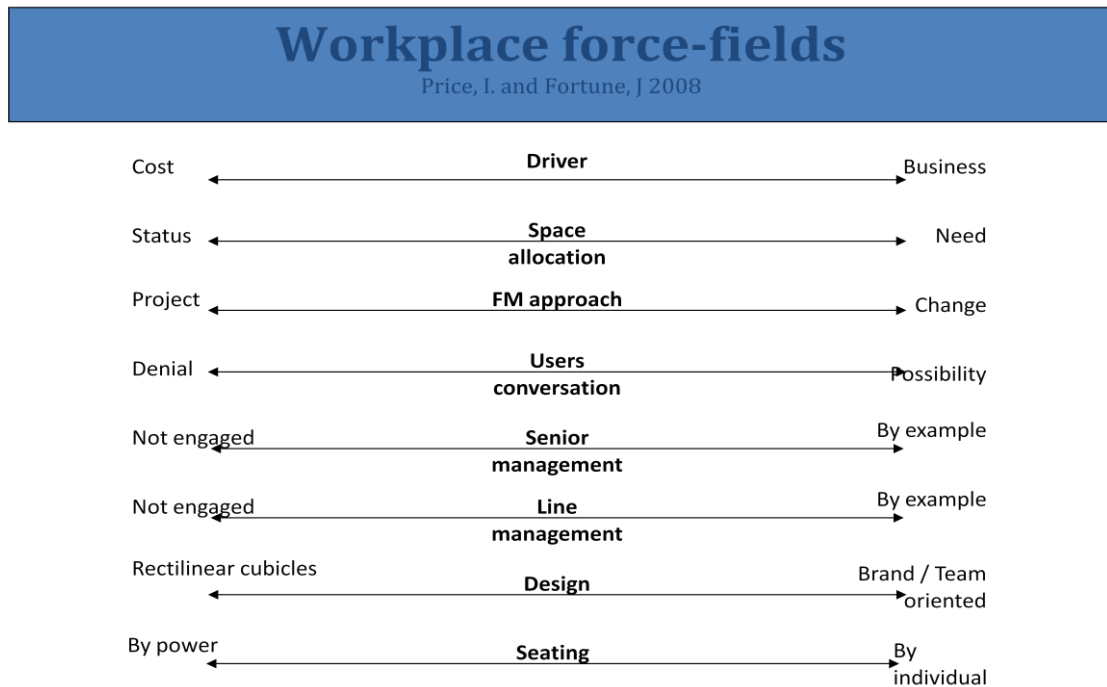 Workplace force-fields
Price, I. and Fortune, J 2008
Cost Driver Business
Status Space allocation Need
Project FM approach Change
Denial Users conversation Possibility
Not engaged Senior management By example
Not engaged Line management By example
Rectilinear cubicles Design Brand / Team oriented
By power Seating By individual